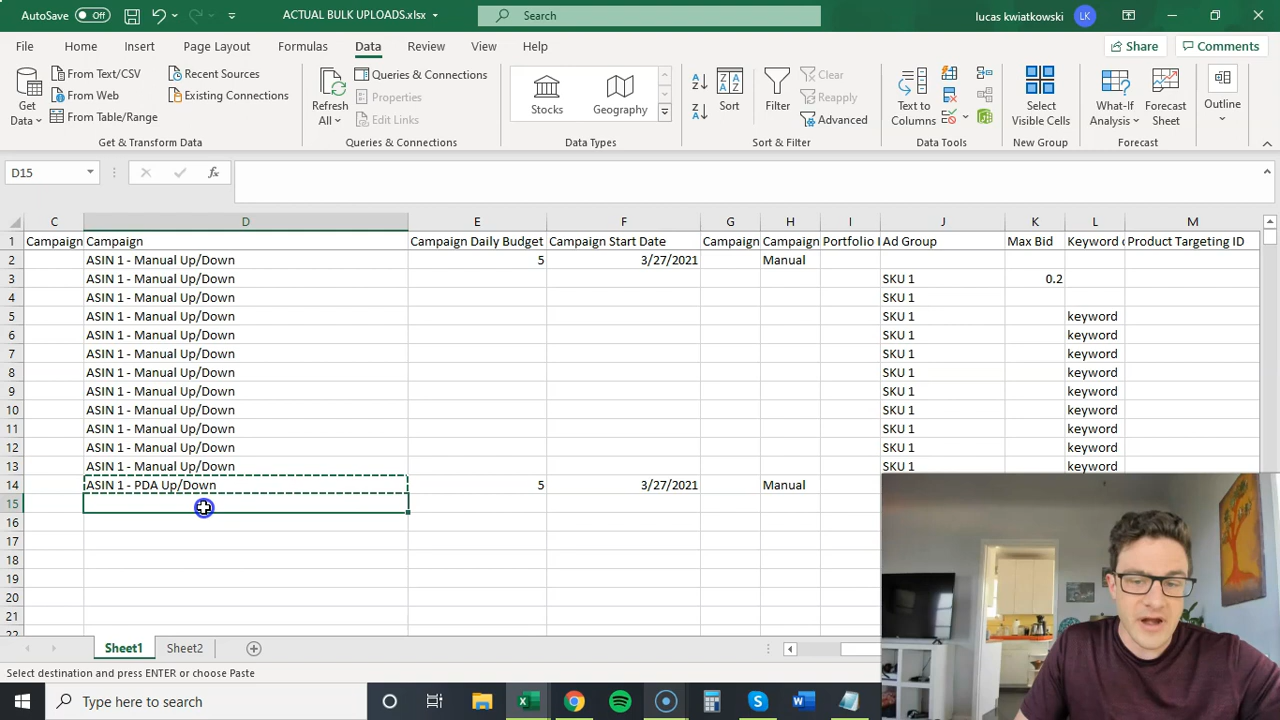 AutoSave Off ACTUAL BULK UPLOADS.xlsx Search lucas kwiatkowski LK
File Home Insert Page Layout Formulas Data Review View Help Share Comments
Get Data From Text/CSV From Web From Table/Range Recent Sources Existing Connections
Refresh All Queries & Connections Properties Edit Links
Stocks Geography
Sort Filter Clear Reapply Advanced
Text to Columns Select Visible Cells What-If Analysis Forecast Sheet Outline
Get & Transform Data Queries & Connections Data Types Sort & Filter Data Tools New Group Forecast
D15 fx
C D E F G H I J K L M
1 Campaign Campaign Campaign Daily Budget Campaign Start Date Campaign Campaign Portfolio I Ad Group Max Bid Keyword o Product Targeting ID
2 ASIN 1 - Manual Up/Down 5 3/27/2021 Manual
3 ASIN 1 - Manual Up/Down SKU 1 0.2
4 ASIN 1 - Manual Up/Down SKU 1
5 ASIN 1 - Manual Up/Down SKU 1 keyword
6 ASIN 1 - Manual Up/Down SKU 1 keyword
7 ASIN 1 - Manual Up/Down SKU 1 keyword
8 ASIN 1 - Manual Up/Down SKU 1 keyword
9 ASIN 1 - Manual Up/Down SKU 1 keyword
10 ASIN 1 - Manual Up/Down SKU 1 keyword
11 ASIN 1 - Manual Up/Down SKU 1 keyword
12 ASIN 1 - Manual Up/Down SKU 1 keyword
13 ASIN 1 - Manual Up/Down SKU 1
14 ASIN 1 - PDA Up/Down 5 3/27/2021 Manual
15
16
17
18
19
20
21
22
Sheet1 Sheet2
Select destination and press ENTER or choose Paste
Type here to search